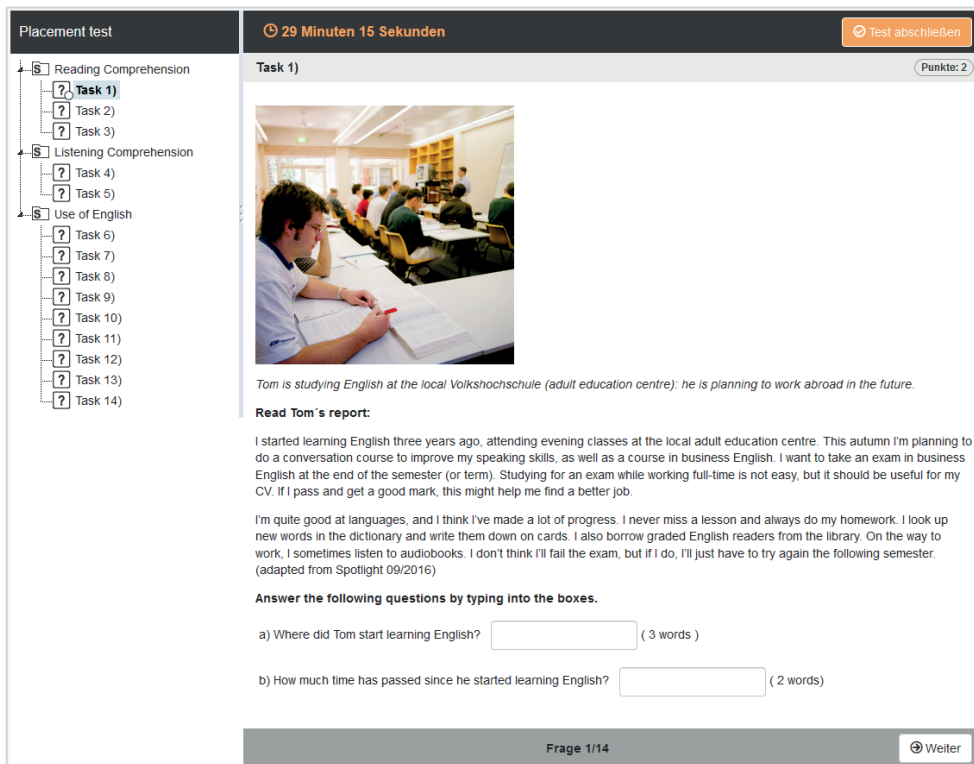 Placement test
29 Minuten 15 Sekunden
Test abschließen
S Reading Comprehension
? Task 1)
? Task 2)
? Task 3)
S Listening Comprehension
? Task 4)
? Task 5)
S Use of English
? Task 6)
? Task 7)
? Task 8)
? Task 9)
? Task 10)
? Task 11)
? Task 12)
? Task 13)
? Task 14)
Task 1)
Punkte: 2
Tom is studying English at the local Volkshochschule (adult education centre): he is planning to work abroad in the future.
Read Tom´s report:
I started learning English three years ago, attending evening classes at the local adult education centre. This autumn I'm planning to
do a conversation course to improve my speaking skills, as well as a course in business English. I want to take an exam in business
English at the end of the semester (or term). Studying for an exam while working full-time is not easy, but it should be useful for my
CV. If I pass and get a good mark, this might help me find a better job.
I'm quite good at languages, and I think I've made a lot of progress. I never miss a lesson and always do my homework. I look up
new words in the dictionary and write them down on cards. I also borrow graded English readers from the library. On the way to
work, I sometimes listen to audiobooks. I don't think I'll fail the exam, but if I do, I'll just have to try again the following semester.
(adapted from Spotlight 09/2016)
Answer the following questions by typing into the boxes.
a) Where did Tom start learning English? ( 3 words )
b) How much time has passed since he started learning English? ( 2 words)
Frage 1/14
Weiter